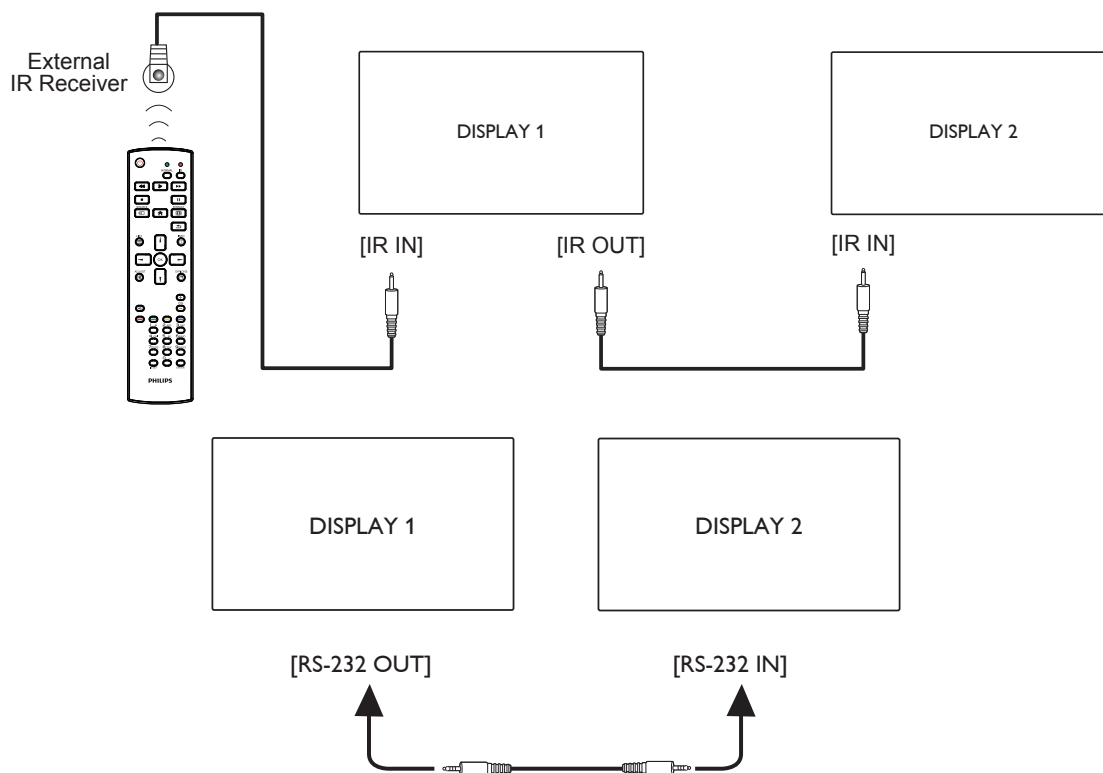 External
IR Receiver
DISPLAY 1
DISPLAY 2
[IR IN]
[IR OUT]
[IR IN]
PHILIPS
DISPLAY 1
DISPLAY 2
[RS-232 OUT]
[RS-232 IN]